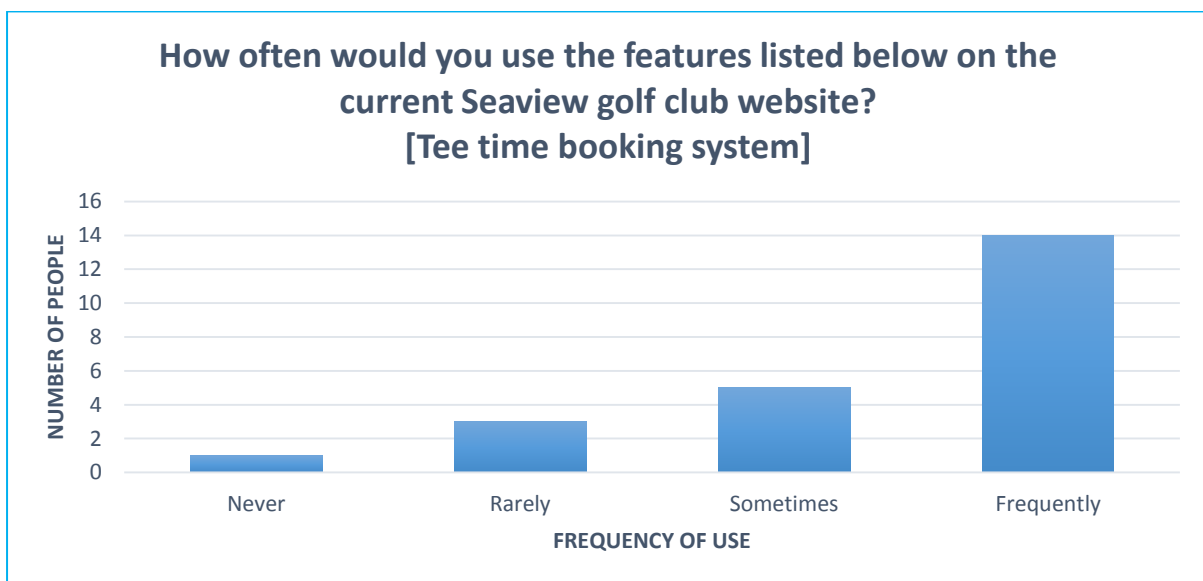 How often would you use the features listed below on the
current Seaview golf club website?
[Tee time booking system]
NUMBER OF PEOPLE
16
14
12
10
8
6
4
2
0
Never Rarely Sometimes Frequently
FREQUENCY OF USE